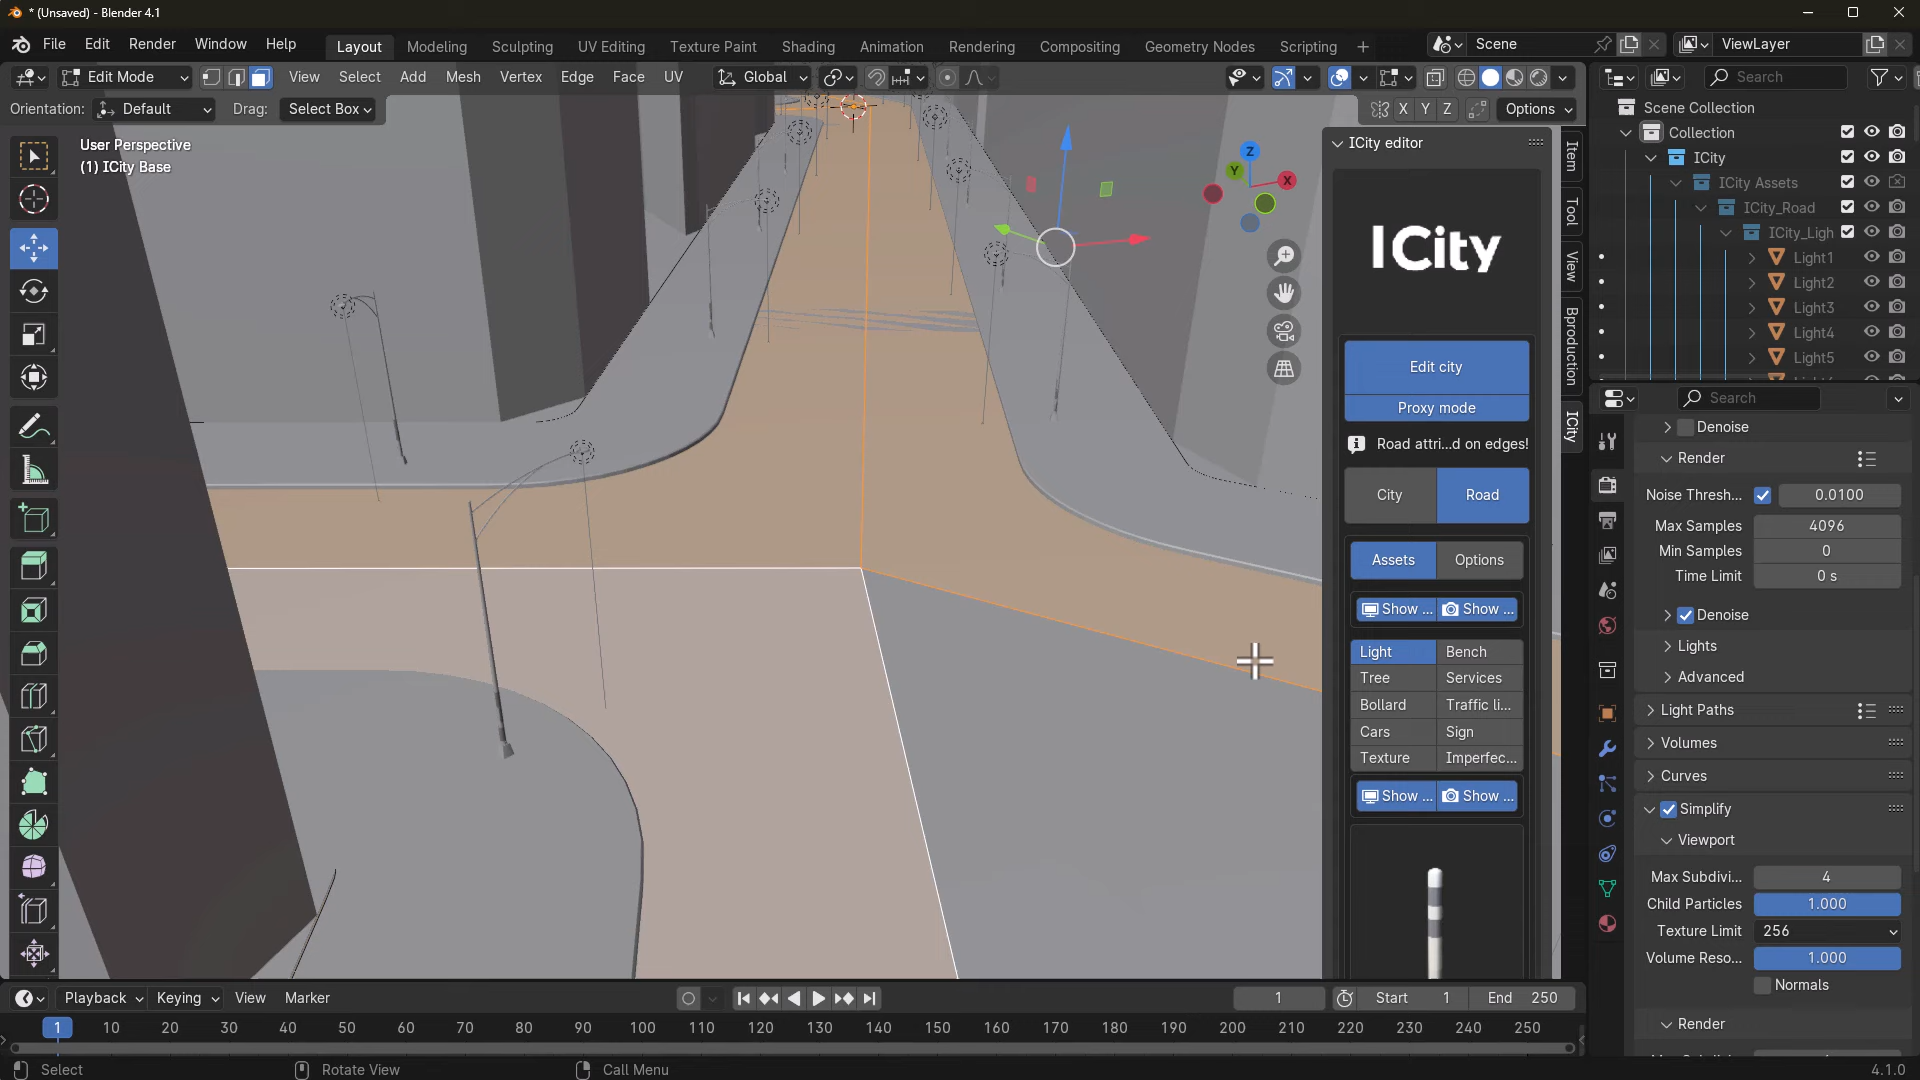 * (Unsaved) - Blender 4.1
File Edit Render Window Help Layout Modeling Sculpting UV Editing Texture Paint Shading Animation Rendering Compositing Geometry Nodes Scripting + Scene ViewLayer
Edit Mode View Select Add Mesh Vertex Edge Face UV Global Search
Orientation: Default Drag: Select Box X Y Z Options
User Perspective
(1) ICity Base
Z
Y
X
ICity editor
ICity
Edit city
Proxy mode
Road attri...d on edges!
City Road
Assets Options
Show ... Show ...
Light Bench
Tree Services
Bollard Traffic li...
Cars Sign
Texture Imperfec...
Show ... Show ...
Item
Tool
View
Bproduction
ICity
Scene Collection
Collection
ICity
ICity Assets
ICity_Road
ICity_Ligh
Light1
Light2
Light3
Light4
Light5
Search
Denoise
Render
Noise Thresh... 0.0100
Max Samples 4096
Min Samples 0
Time Limit 0 s
Denoise
Lights
Advanced
Light Paths
Volumes
Curves
Simplify
Viewport
Max Subdivi... 4
Child Particles 1.000
Texture Limit 256
Volume Reso... 1.000
Normals
Render
Playback Keying View Marker 1 Start 1 End 250
1 10 20 30 40 50 60 70 80 90 100 110 120 130 140 150 160 170 180 190 200 210 220 230 240 250
Select Rotate View Call Menu 4.1.0